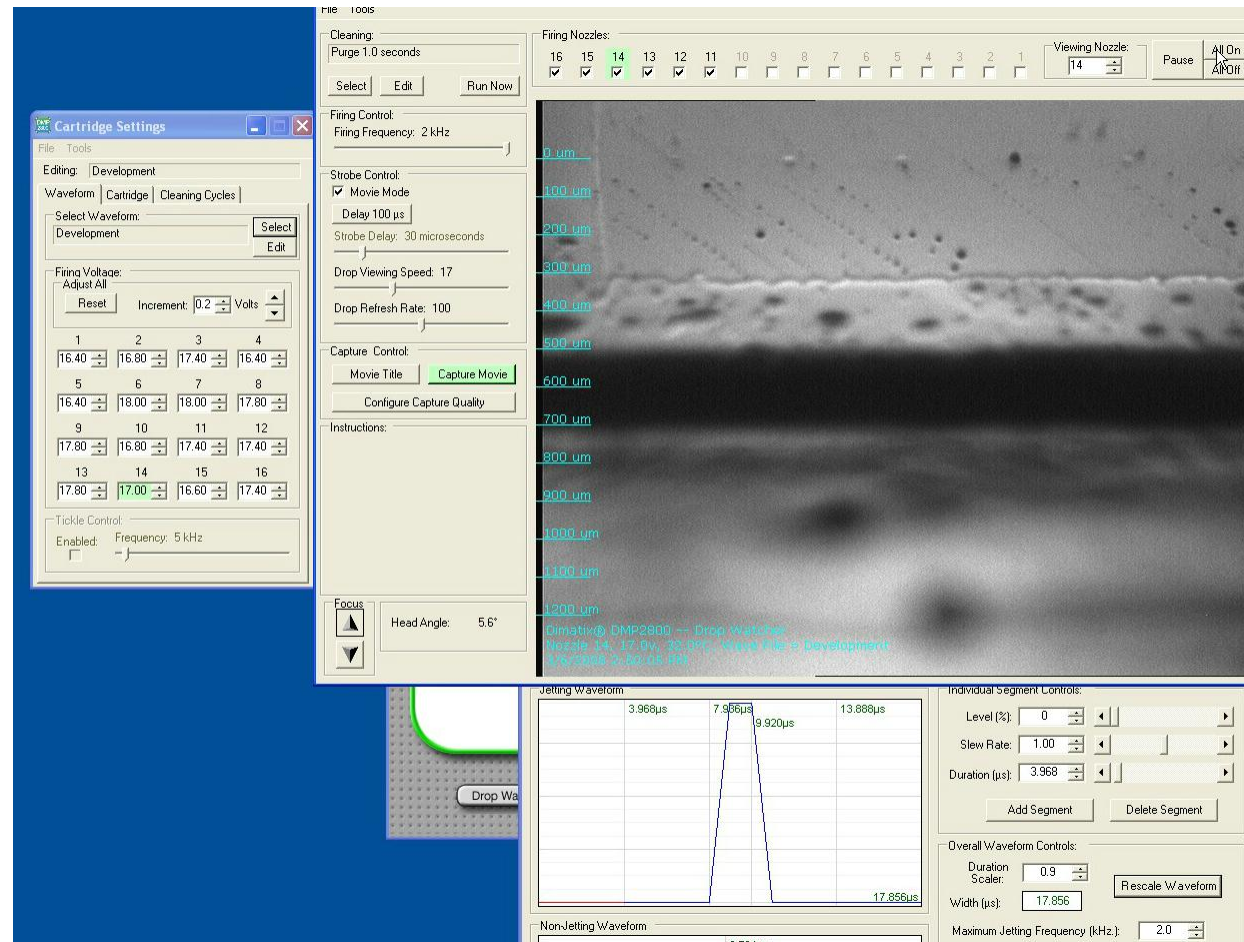 File Tools
Cleaning:
Purge 1.0 seconds
Select Edit Run Now
Firing Control:
Firing Frequency: 2 kHz
Strobe Control:
Movie Mode
Delay 100 µs
Strobe Delay: 30 microseconds
Drop Viewing Speed: 17
Drop Refresh Rate: 100
Capture Control:
Movie Title Capture Movie
Configure Capture Quality
Instructions:
Focus
Head Angle: 5.6°
Firing Nozzles:
16 15 14 13 12 11 10 9 8 7 6 5 4 3 2 1
Viewing Nozzle:
14
Pause
All On
All Off
0 um
100 um
200 um
300 um
400 um
500 um
600 um
700 um
800 um
900 um
1000 um
1100 um
1200 um
Dimatix® DMP2800 -- Drop Watcher
Nozzle 14, 17.0v, Wave File = Development
Cartridge Settings
File Tools
Editing: Development
Waveform Cartridge Cleaning Cycles
Select Waveform:
Development
Select
Edit
Firing Voltage:
Adjust All
Reset Increment: 0.2 Volts
1 2 3 4
16.40 16.80 17.40 16.40
5 6 7 8
16.40 18.00 18.00 17.80
9 10 11 12
17.80 16.80 17.40 17.40
13 14 15 16
17.80 17.00 16.60 17.40
Tickle Control:
Enabled: Frequency: 5 kHz
Drop Wa
Jetting Waveform
3.968µs 7.936µs 13.888µs
9.920µs
17.856µs
Non-Jetting Waveform
Individual Segment Controls:
Level (%): 0
Slew Rate: 1.00
Duration (µs): 3.968
Add Segment Delete Segment
Overall Waveform Controls:
Duration
Scaler: 0.9
Rescale Waveform
Width (µs): 17.856
Maximum Jetting Frequency (kHz.): 2.0